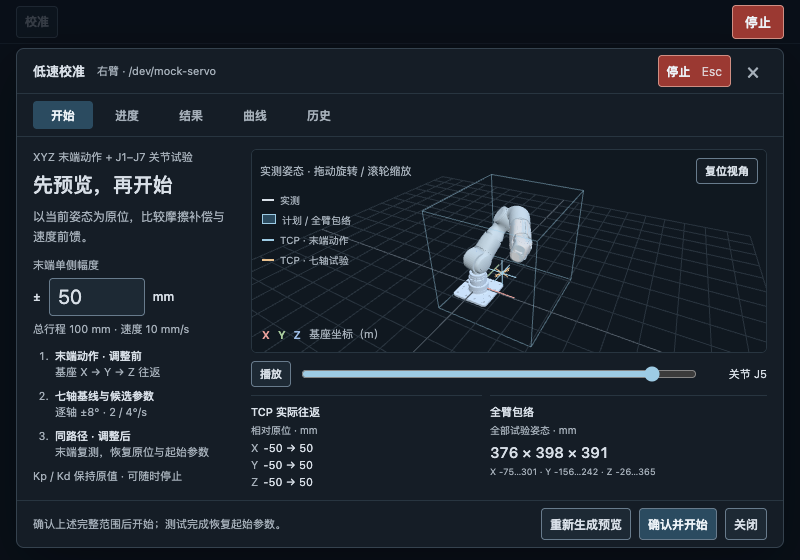 校准
停止
低速校准 右臂 · /dev/mock-servo
停止 Esc
开始 进度 结果 曲线 历史
XYZ 末端动作 + J1–J7 关节试验
先预览，再开始
以当前姿态为原位，比较摩擦补偿与
速度前馈。
末端单侧幅度
± 50 mm
总行程 100 mm · 速度 10 mm/s
1. 末端动作 · 调整前
基座 X → Y → Z 往返
2. 七轴基线与候选参数
逐轴 ±8° · 2 / 4°/s
3. 同路径 · 调整后
末端复测，恢复原位与起始参数
Kp / Kd 保持原值 · 可随时停止
实测姿态 · 拖动旋转 / 滚轮缩放
复位视角
实测
计划 / 全臂包络
TCP · 末端动作
TCP · 七轴试验
X Y Z 基座坐标（m）
播放
关节 J5
TCP 实际往返
相对原位 · mm
X -50 → 50
Y -50 → 50
Z -50 → 50
全臂包络
全部试验姿态 · mm
376 × 398 × 391
X -75…301 · Y -156…242 · Z -26…365
确认上述完整范围后开始；测试完成恢复起始参数。
重新生成预览 确认并开始 关闭